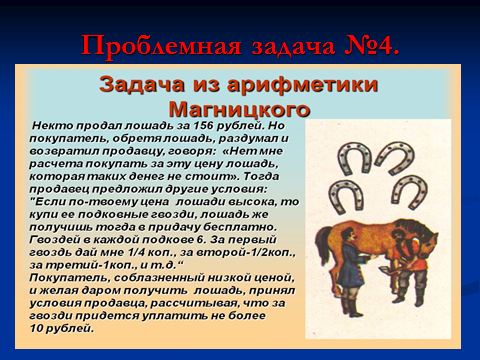 Проблемная задача №4.
Задача из арифметики
Магницкого
Некто продал лошадь за 156 рублей. Но
покупатель, обретя лошадь, раздумал и
возвратил продавцу, говоря: «Нет мне
расчета покупать за эту цену лошадь,
которая таких денег не стоит». Тогда
продавец предложил другие условия:
"Если по-твоему цена лошади высока, то
купи ее подковные гвозди, лошадь же
получишь тогда в придачу бесплатно.
Гвоздей в каждой подкове 6. За первый
гвоздь дай мне 1/4 коп., за второй-1/2коп.,
за третий-1коп., и т.д.“
Покупатель, соблазненный низкой ценой,
и желая даром получить лошадь, принял
условия продавца, рассчитывая, что за
гвозди придется уплатить не более
10 рублей.